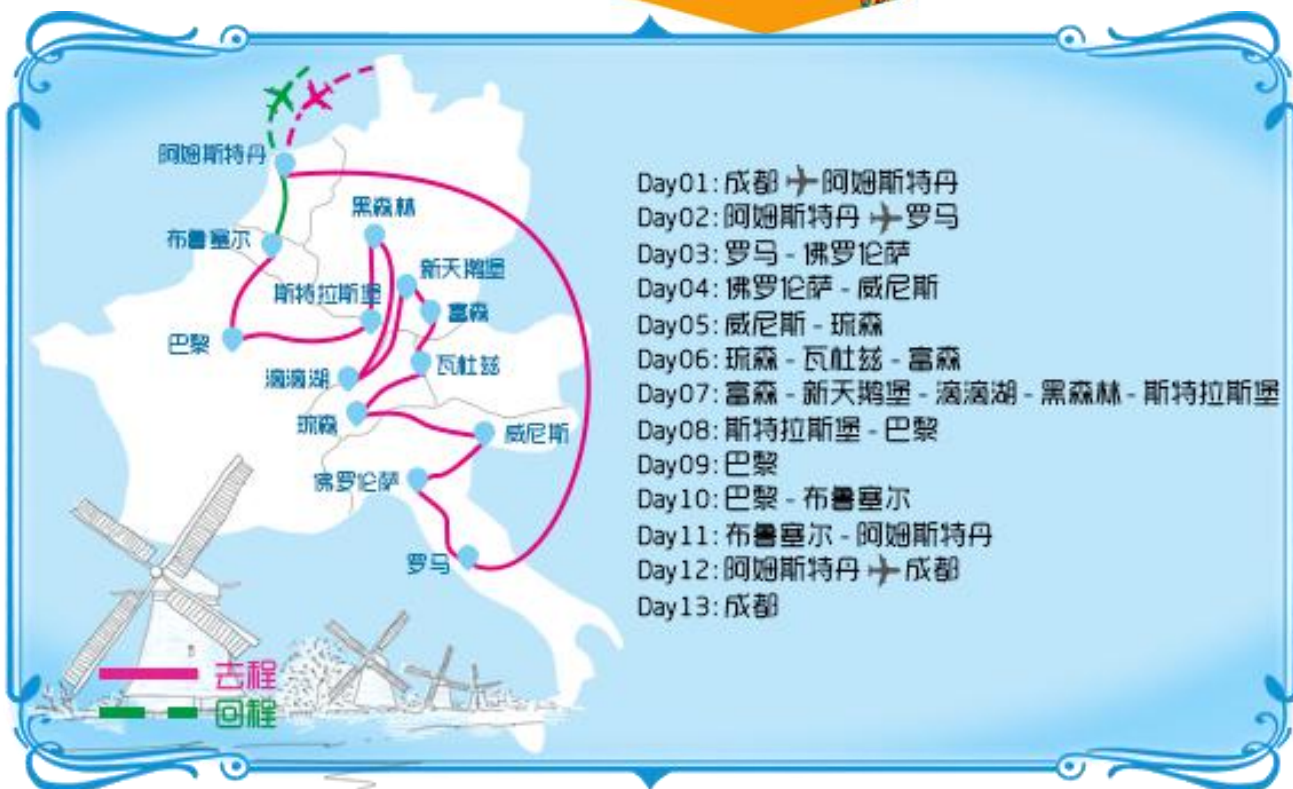 阿姆斯特丹
黑森林
布鲁塞尔
新天鹅堡
斯特拉斯堡
富森
巴黎
瓦杜兹
滴滴湖
琉森
威尼斯
佛罗伦萨
罗马
去程
回程
Day01: 成都 阿姆斯特丹
Day02: 阿姆斯特丹 罗马
Day03: 罗马 - 佛罗伦萨
Day04: 佛罗伦萨 - 威尼斯
Day05: 威尼斯 - 琉森
Day06: 琉森 - 瓦杜兹 - 富森
Day07: 富森 - 新天鹅堡 - 滴滴湖 - 黑森林 - 斯特拉斯堡
Day08: 斯特拉斯堡 - 巴黎
Day09: 巴黎
Day10: 巴黎 - 布鲁塞尔
Day11: 布鲁塞尔 - 阿姆斯特丹
Day12: 阿姆斯特丹 成都
Day13: 成都